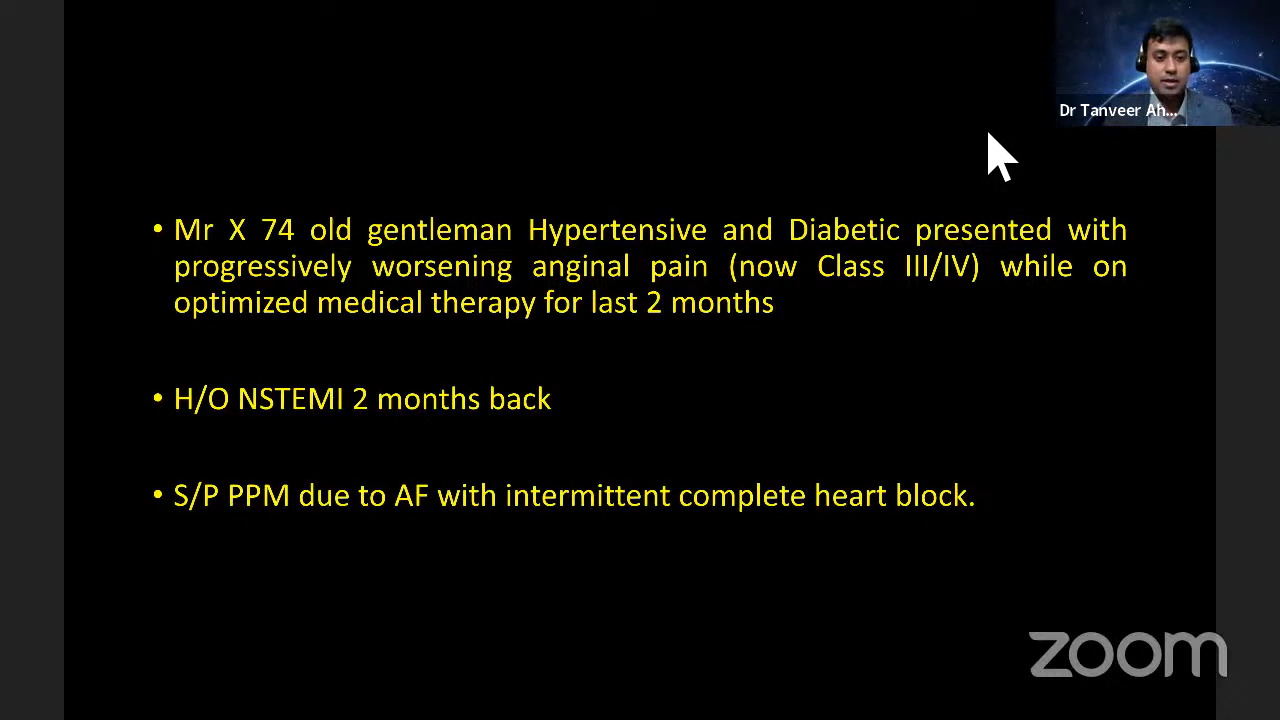 Dr Tanveer Ah...
• Mr X 74 old gentleman Hypertensive and Diabetic presented with
progressively worsening anginal pain (now Class III/IV) while on
optimized medical therapy for last 2 months
• H/O NSTEMI 2 months back
• S/P PPM due to AF with intermittent complete heart block.
zoom